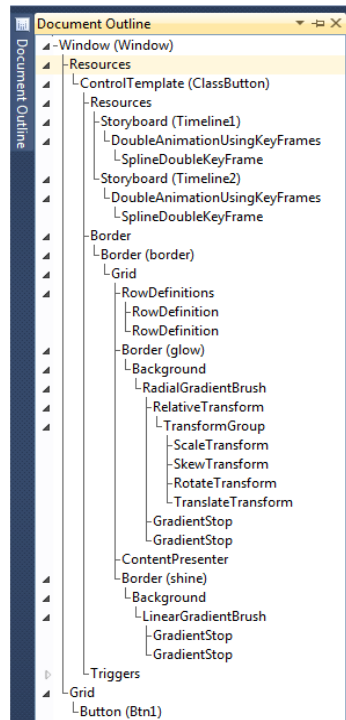 Document Outline
Document Outline
Window (Window)
Resources
ControlTemplate (ClassButton)
Resources
Storyboard (Timeline1)
DoubleAnimationUsingKeyFrames
SplineDoubleKeyFrame
Storyboard (Timeline2)
DoubleAnimationUsingKeyFrames
SplineDoubleKeyFrame
Border
Border (border)
Grid
RowDefinitions
RowDefinition
RowDefinition
Border (glow)
Background
RadialGradientBrush
RelativeTransform
TransformGroup
ScaleTransform
SkewTransform
RotateTransform
TranslateTransform
GradientStop
GradientStop
ContentPresenter
Border (shine)
Background
LinearGradientBrush
GradientStop
GradientStop
Triggers
Grid
Button (Btn1)